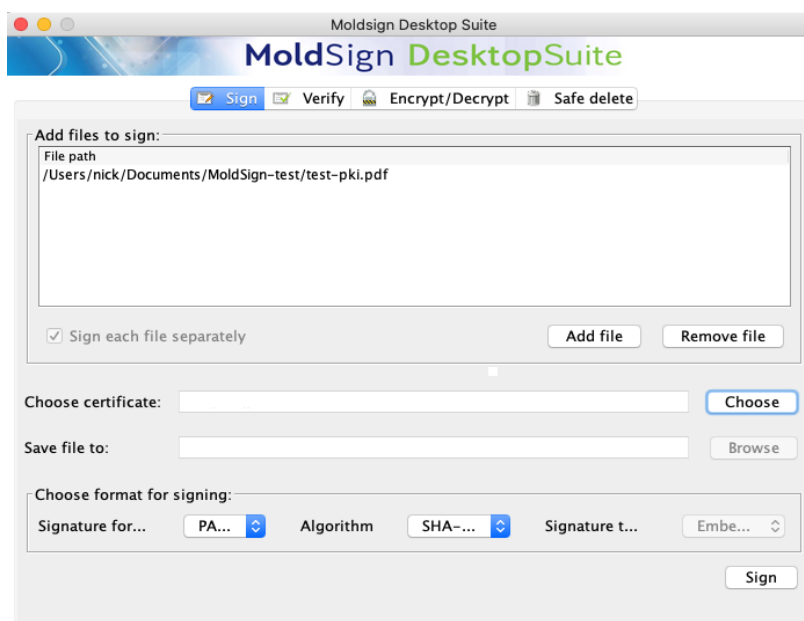 Moldsign Desktop Suite
MoldSign DesktopSuite
Sign Verify Encrypt/Decrypt Safe delete
Add files to sign:
File path
/Users/nick/Documents/MoldSign-test/test-pki.pdf
Sign each file separately Add file Remove file
Choose certificate: Choose
Save file to: Browse
Choose format for signing:
Signature for... PA... Algorithm SHA-... Signature t... Embe...
Sign